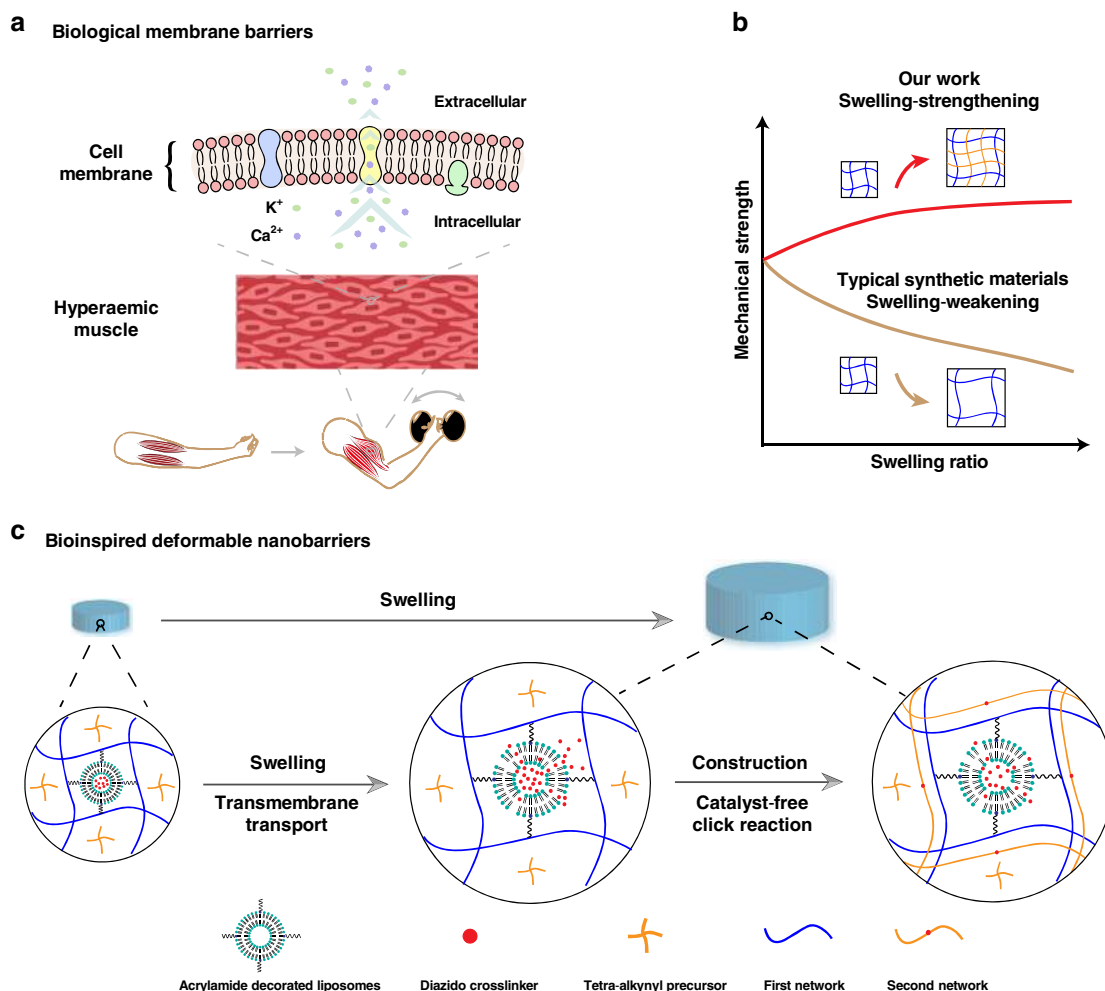 a
Biological membrane barriers
Extracellular
Cell
membrane
K+
Ca2+
Intracellular
Hyperaemic
muscle
b
Our work
Swelling-strengthening
Mechanical strength
Typical synthetic materials
Swelling-weakening
Swelling ratio
c
Bioinspired deformable nanobarriers
Swelling
Swelling
Transmembrane
transport
Construction
Catalyst-free
click reaction
Acrylamide decorated liposomes
Diazido crosslinker
Tetra-alkynyl precursor
First network
Second network